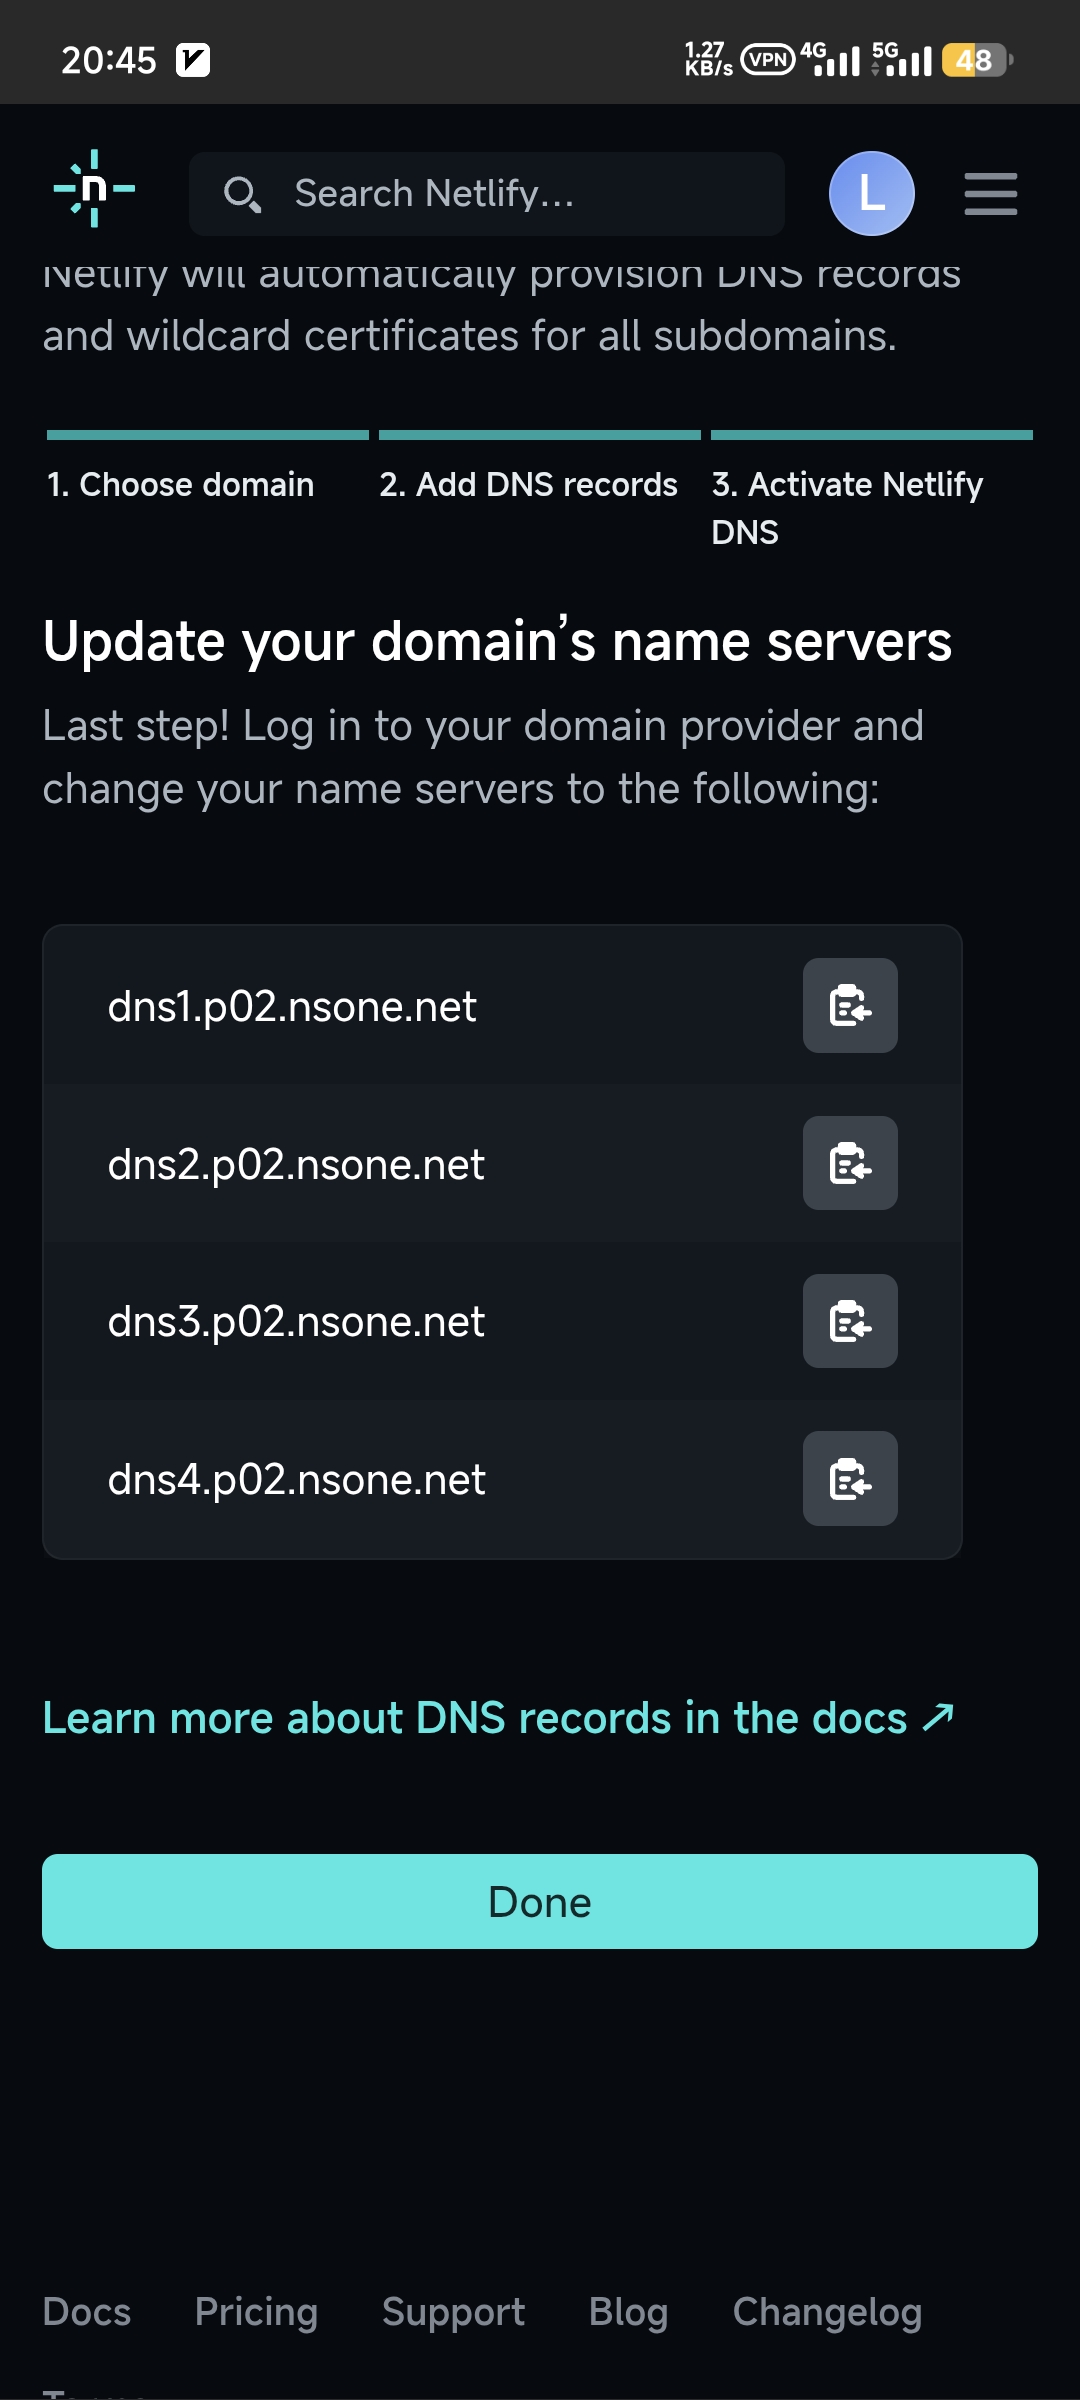 20:45
1.27
KB/s
VPN
4G
5G
48
n
Search Netlify...
L
Netlify will automatically provision DNS records
and wildcard certificates for all subdomains.
1. Choose domain
2. Add DNS records
3. Activate Netlify
DNS
Update your domain’s name servers
Last step! Log in to your domain provider and
change your name servers to the following:
dns1.p02.nsone.net
dns2.p02.nsone.net
dns3.p02.nsone.net
dns4.p02.nsone.net
Learn more about DNS records in the docs ↗
Done
Docs
Pricing
Support
Blog
Changelog